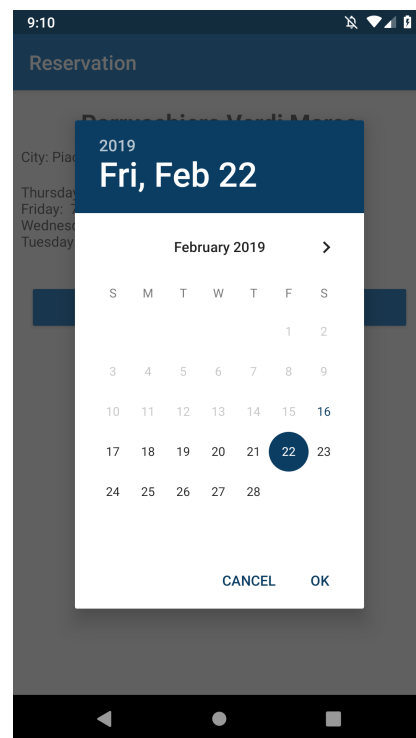 9:10
Reservation
City: Pia
2019
Fri, Feb 22
Thursday
Friday: 7
Wednes
Tuesday
February 2019
S M T W T F S
1 2
3 4 5 6 7 8 9
10 11 12 13 14 15 16
17 18 19 20 21 22 23
24 25 26 27 28
CANCEL OK